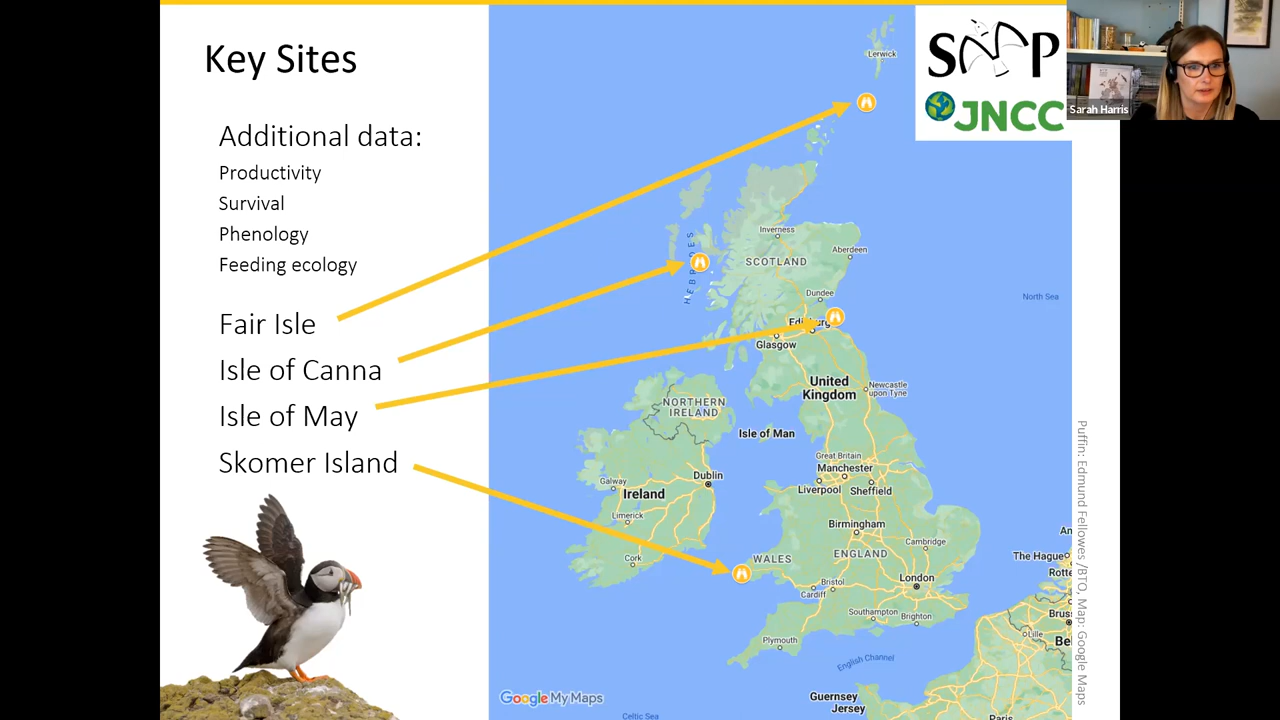 Key Sites
Additional data:
Productivity
Survival
Phenology
Feeding ecology
Fair Isle
Isle of Canna
Isle of May
Skomer Island
SMP
JNCC
Sarah Harris
Lerwick
HEBRIDES
Inverness
Aberdeen
SCOTLAND
Dundee
North Sea
Edinburgh
Glasgow
United
Kingdom
Newcastle
upon Tyne
NORTHERN
IRELAND
Isle of Man
Great Britain
Manchester
Liverpool
Sheffield
Dublin
Galway
Ireland
Limerick
Birmingham
Cambridge
Cork
WALES
ENGLAND
An
The Hague
Rotte
London
Bristol
Cardiff
Southampton
Brighton
Brus
Lille
Be
Plymouth
English Channel
Google My Maps
Guernsey
Jersey
Celtic Sea
Paris
Puffin: Edmund Fellowes /BTO, Map: Google Maps